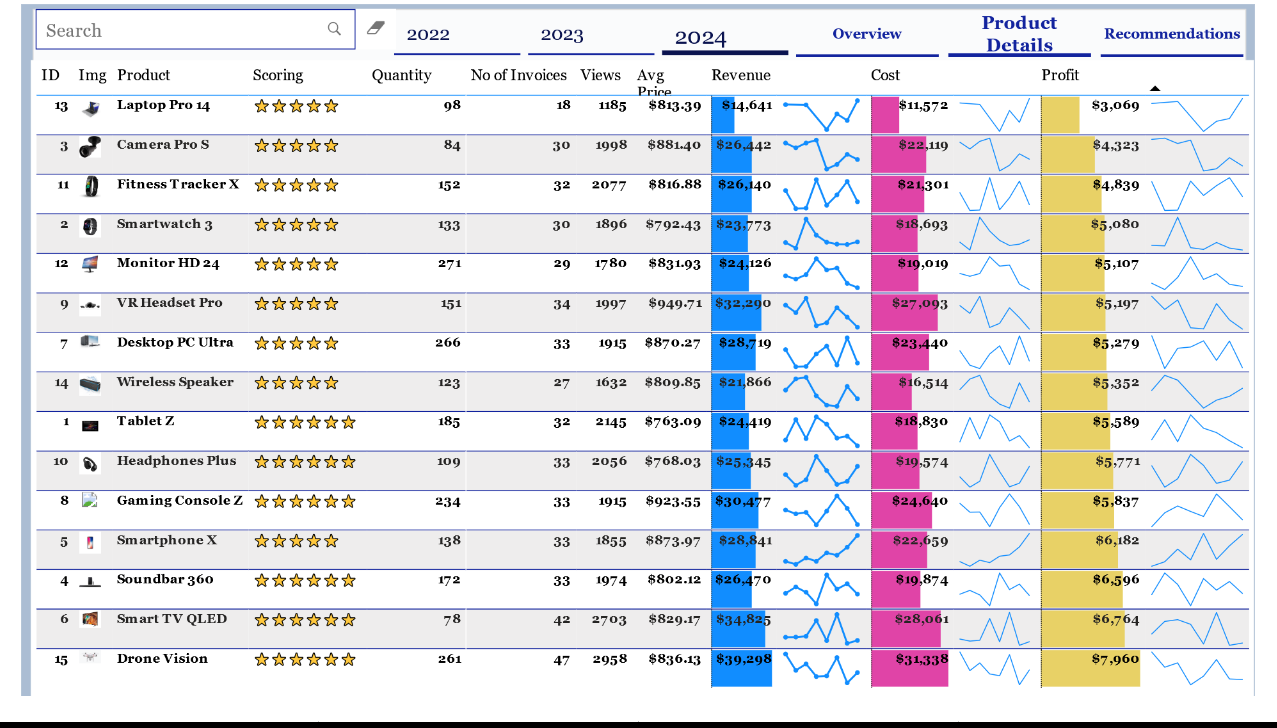 Search
2022
2023
2024
Overview
Product
Details
Recommendations
ID Img Product Scoring Quantity No of Invoices Views Avg Price Revenue Cost Profit
13 Laptop Pro 14 98 18 1185 $813.39 $14,641 $11,572 $3,069
3 Camera Pro S 84 30 1998 $881.40 $26,442 $22,119 $4,323
11 Fitness Tracker X 152 32 2077 $816.88 $26,140 $21,301 $4,839
2 Smartwatch 3 133 30 1896 $792.43 $23,773 $18,693 $5,080
12 Monitor HD 24 271 29 1780 $831.93 $24,126 $19,019 $5,107
9 VR Headset Pro 151 34 1997 $949.71 $32,290 $27,093 $5,197
7 Desktop PC Ultra 266 33 1915 $870.27 $28,719 $23,440 $5,279
14 Wireless Speaker 123 27 1632 $809.85 $21,866 $16,514 $5,352
1 Tablet Z 185 32 2145 $763.09 $24,419 $18,830 $5,589
10 Headphones Plus 109 33 2056 $768.03 $25,345 $19,574 $5,771
8 Gaming Console Z 234 33 1915 $923.55 $30,477 $24,640 $5,837
5 Smartphone X 138 33 1855 $873.97 $28,841 $22,659 $6,182
4 Soundbar 360 172 33 1974 $802.12 $26,470 $19,874 $6,596
6 Smart TV QLED 78 42 2703 $829.17 $34,825 $28,061 $6,764
15 Drone Vision 261 47 2958 $836.13 $39,298 $31,338 $7,960